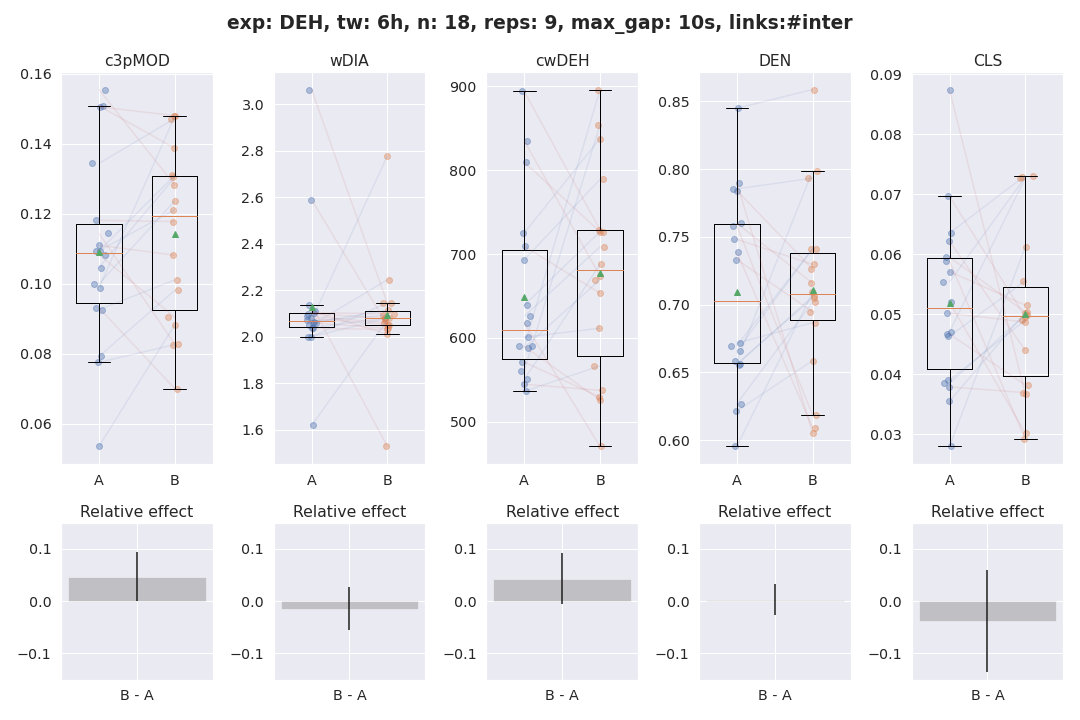 exp: DEH, tw: 6h, n: 18, reps: 9, max_gap: 10s, links:#inter
c3pMOD
wDIA
cwDEH
DEN
CLS
0.16
0.14
0.12
0.10
0.08
0.06
3.0
2.8
2.6
2.4
2.2
2.0
1.8
1.6
900
800
700
600
500
0.85
0.80
0.75
0.70
0.65
0.60
0.09
0.08
0.07
0.06
0.05
0.04
0.03
A B
A B
A B
A B
A B
Relative effect
Relative effect
Relative effect
Relative effect
Relative effect
0.1
0.0
−0.1
0.1
0.0
−0.1
0.1
0.0
−0.1
0.1
0.0
−0.1
0.1
0.0
−0.1
B - A
B - A
B - A
B - A
B - A